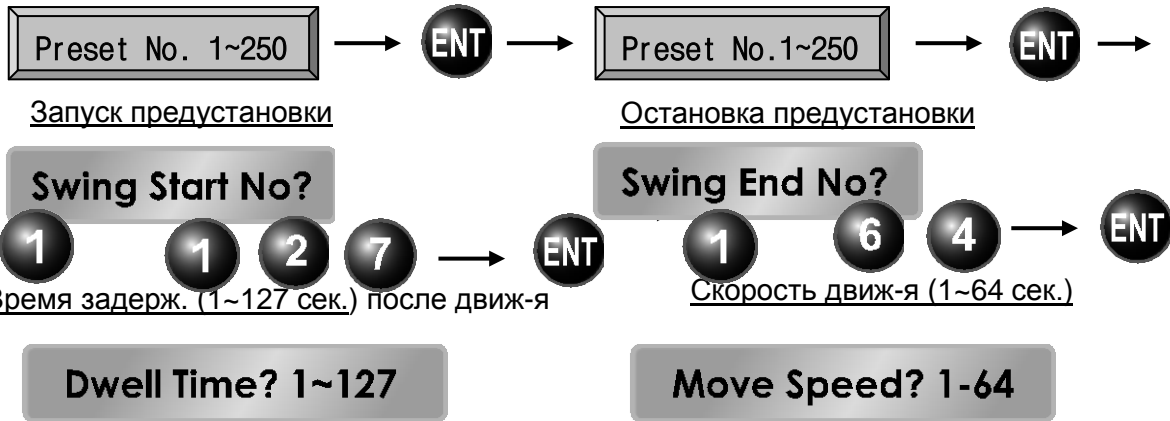 Preset No. 1~250 ENT Preset No.1~250 ENT
Запуск предустановки Остановка предустановки
Swing Start No? Swing End No?
1 1 2 7 ENT 1 6 4 ENT
Время задерж. (1~127 сек.) после движ-я Скорость движ-я (1~64 сек.)
Dwell Time? 1~127 Move Speed? 1-64